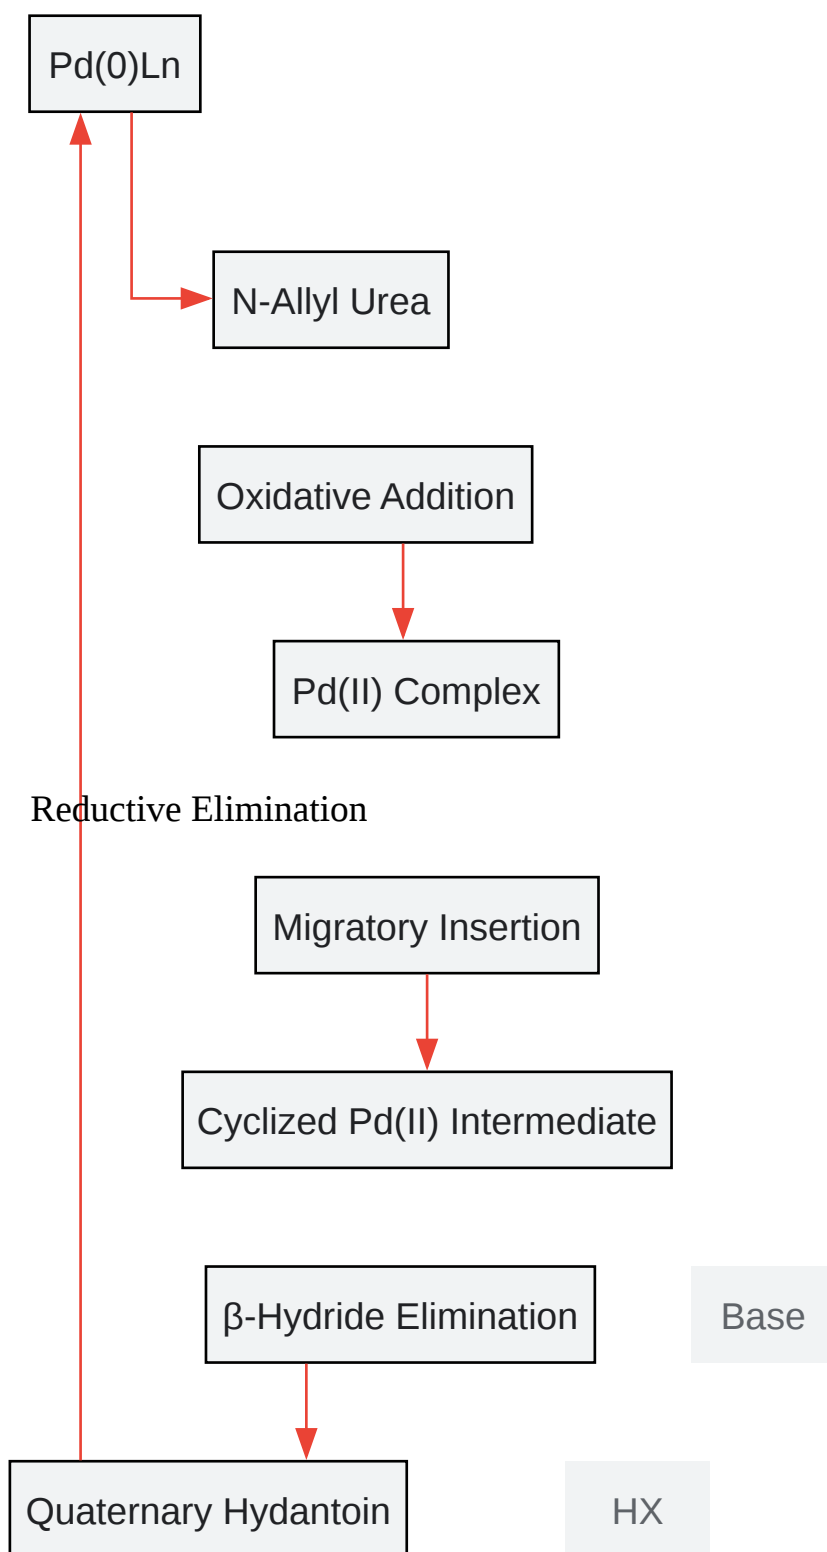 Pd(0)Ln
N-Allyl Urea
Oxidative Addition
Pd(II) Complex
Reductive Elimination
Migratory Insertion
Cyclized Pd(II) Intermediate
β-Hydride Elimination
Base
Quaternary Hydantoin
HX